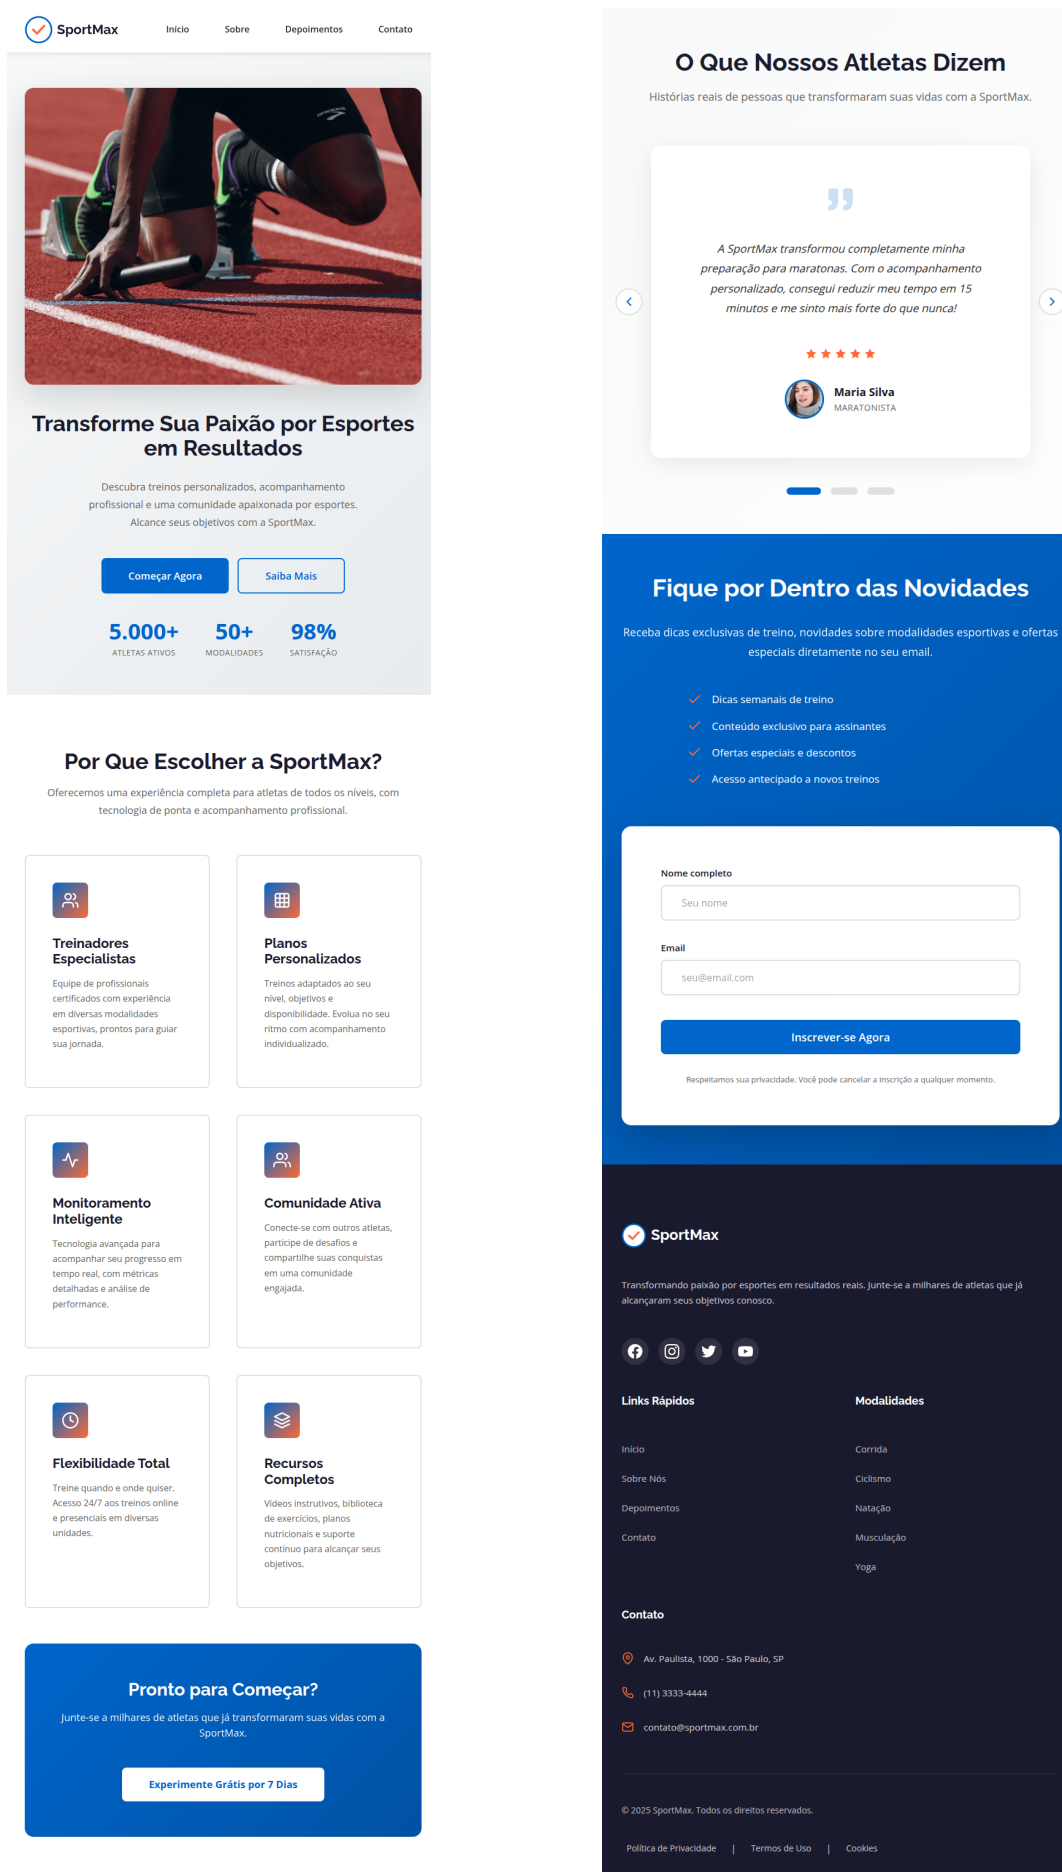 SportMax
Início
Sobre
Depoimentos
Contato
Transforme Sua Paixão por Esportes
em Resultados
Descubra treinos personalizados, acompanhamento
profissional e uma comunidade apaixonada por esportes.
Alcance seus objetivos com a SportMax.
Começar Agora
Saiba Mais
5.000+
50+
98%
ATLETAS ATIVOS
MODALIDADES
SATISFAÇÃO
Por Que Escolher a SportMax?
Oferecemos uma experiência completa para atletas de todos os níveis, com
tecnologia de ponta e acompanhamento profissional.
Treinadores
Especialistas
Equipe de profissionais
certificados com experiência
em diversas modalidades
esportivas, prontos para guiar
sua jornada.
Planos
Personalizados
Treinos adaptados ao seu
nível, objetivos e
disponibilidade. Evolua no seu
ritmo com acompanhamento
individualizado.
Monitoramento
Inteligente
Tecnologia avançada para
acompanhar seu progresso em
tempo real, com métricas
detalhadas e análise de
performance.
Comunidade Ativa
Conecte-se com outros atletas,
participe de desafios e
compartilhe suas conquistas
em uma comunidade
engajada.
Flexibilidade Total
Treine quando e onde quiser.
Acesso 24/7 aos treinos online
e presenciais em diversas
unidades.
Recursos
Completos
Vídeos instrutivos, biblioteca
de exercícios, planos
nutricionais e suporte
contínuo para alcançar seus
objetivos.
Pronto para Começar?
Junte-se a milhares de atletas que já transformaram suas vidas com a
SportMax.
Experimente Grátis por 7 Dias
O Que Nossos Atletas Dizem
Histórias reais de pessoas que transformaram suas vidas com a SportMax.
A SportMax transformou completamente minha
preparação para maratonas. Com o acompanhamento
personalizado, consegui reduzir meu tempo em 15
minutos e me sinto mais forte do que nunca!
Maria Silva
MARATONISTA
Fique por Dentro das Novidades
Receba dicas exclusivas de treino, novidades sobre modalidades esportivas e ofertas
especiais diretamente no seu email.
Dicas semanais de treino
Conteúdo exclusivo para assinantes
Ofertas especiais e descontos
Acesso antecipado a novos treinos
Nome completo
Seu nome
Email
seu@email.com
Inscrever-se Agora
Respeitamos sua privacidade. Você pode cancelar a inscrição a qualquer momento.
SportMax
Transformando paixão por esportes em resultados reais. Junte-se a milhares de atletas que já
alcançaram seus objetivos conosco.
Links Rápidos
Início
Sobre Nós
Depoimentos
Contato
Modalidades
Corrida
Ciclismo
Natação
Musculação
Yoga
Contato
Av. Paulista, 1000 - São Paulo, SP
(11) 3333-4444
contato@sportmax.com.br
© 2025 SportMax. Todos os direitos reservados.
Política de Privacidade | Termos de Uso | Cookies